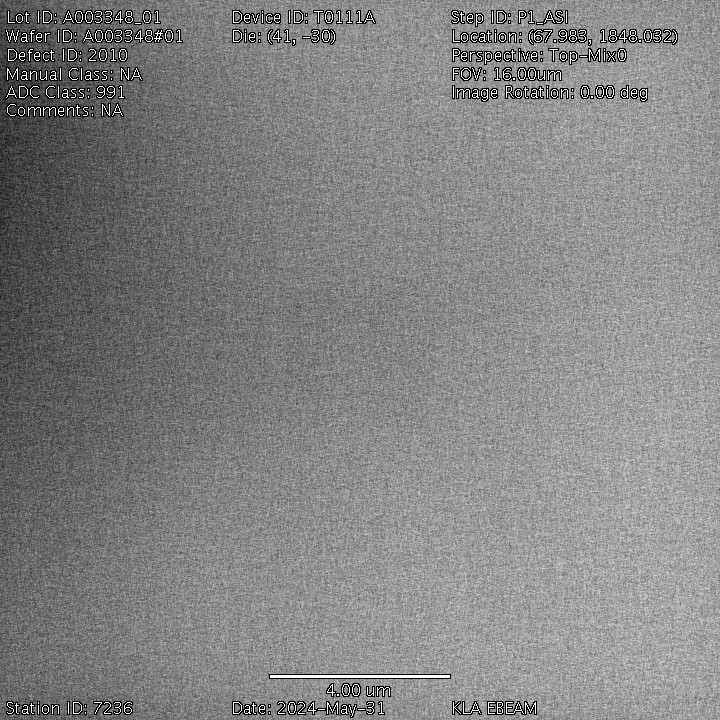 Lot ID: A003348_01
Wafer ID: A003348#01
Defect ID: 2010
Manual Class: NA
ADC Class: 991
Comments: NA
Device ID: T0111A
Die: (41, -30)
Step ID: P1_ASI
Location: (67.983, 1848.032)
Perspective: Top-Mix0
FOV: 16.00um
Image Rotation: 0.00 deg
4.00 um
Station ID: 7236
Date: 2024-May-31
KLA EBEAM